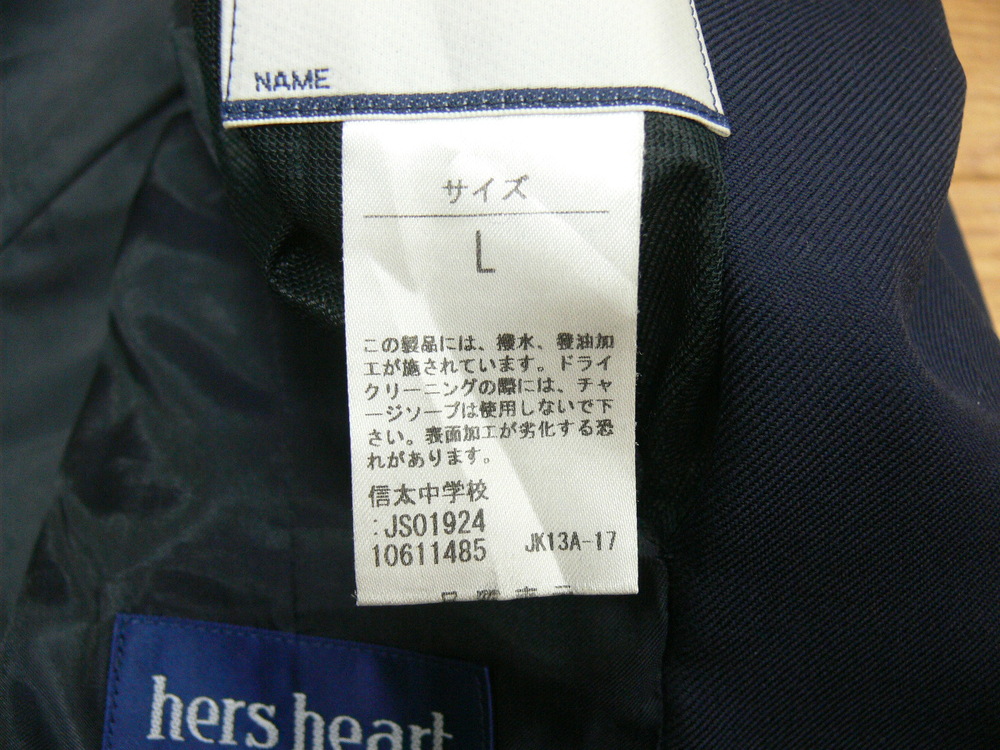 NAME
サイズ
L
この製品には、撥水、発油加
工が施されています。ドライ
クリーニングの際には、チャ
ージソープは使用しないで下
さい。表面加工が劣化する恐
れがあります。
信太中学校
:JS01924
10611485 JK13A-17
hers heart